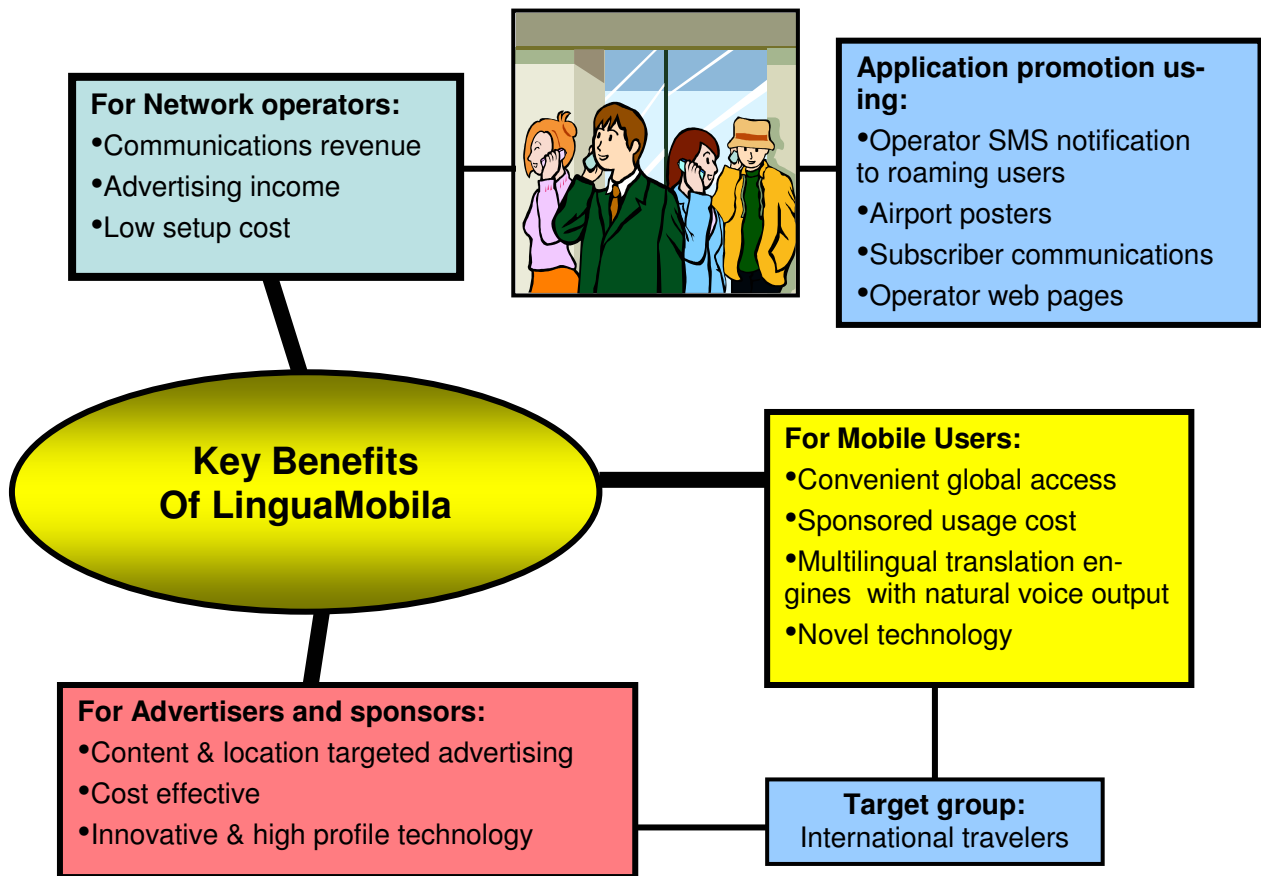 For Network operators:
•Communications revenue
•Advertising income
•Low setup cost
Application promotion us-
ing:
•Operator SMS notification
to roaming users
•Airport posters
•Subscriber communications
•Operator web pages
Key Benefits
Of LinguaMobila
For Mobile Users:
•Convenient global access
•Sponsored usage cost
•Multilingual translation en-
gines  with natural voice output
•Novel technology
For Advertisers and sponsors:
•Content & location targeted advertising
•Cost effective
•Innovative & high profile technology
Target group:
International travelers